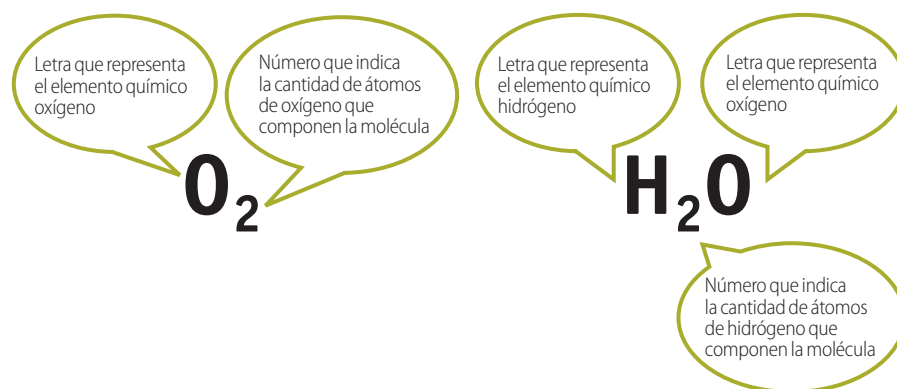 Letra que representa
el elemento químico
oxígeno
Número que indica
la cantidad de átomos
de oxígeno que
componen la molécula
O₂
Letra que representa
el elemento químico
hidrógeno
Letra que representa
el elemento químico
oxígeno
H₂O
Número que indica
la cantidad de átomos
de hidrógeno que
componen la molécula